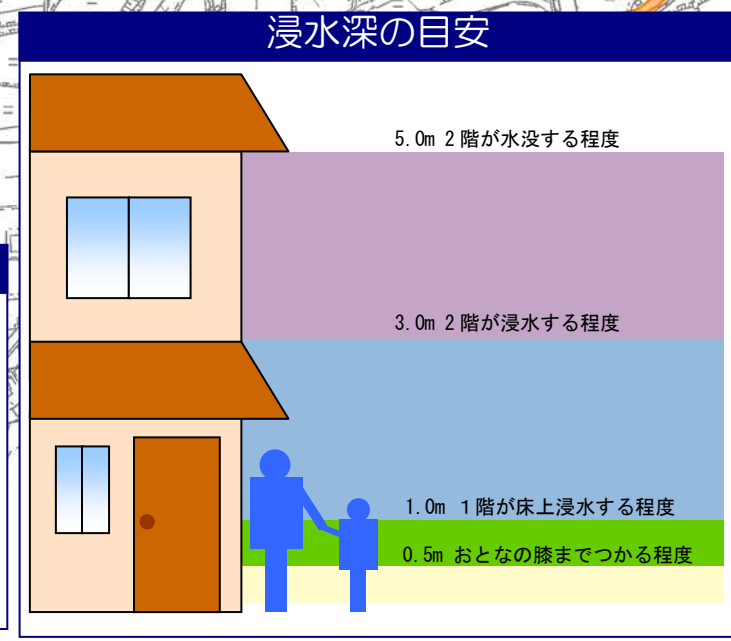 浸水深の目安
5.0m 2階が水没する程度
3.0m 2階が浸水する程度
1.0m １階が床上浸水する程度
0.5m おとなの膝までつかる程度